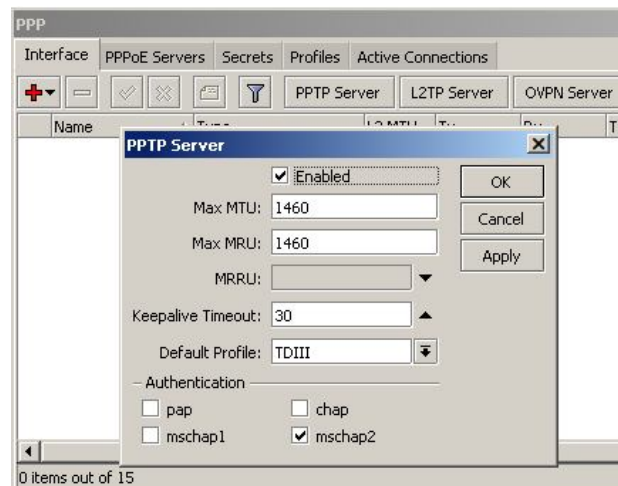 PPP
Interface PPPoE Servers Secrets Profiles Active Connections
PPTP Server L2TP Server OVPN Server
Name
PPTP Server
Enabled
OK
Max MTU: 1460
Cancel
Max MRU: 1460
Apply
MRRU:
Keepalive Timeout: 30
Default Profile: TDIII
Authentication
pap chap
mschap1 mschap2
0 items out of 15